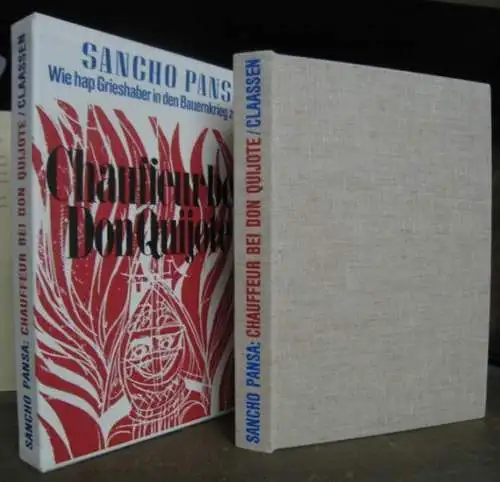 SANCHO PANSA: CHAUFFEUR BEI DON QUIJOTE / CLAASSEN
SANCHO PANS
Wie hap Grieshaber in den Bauernkrieg z
Chauffeur be
Don Quijote
SANCHO PANSA: CHAUFFEUR BEI DON QUIJOTE / CLAASSEN